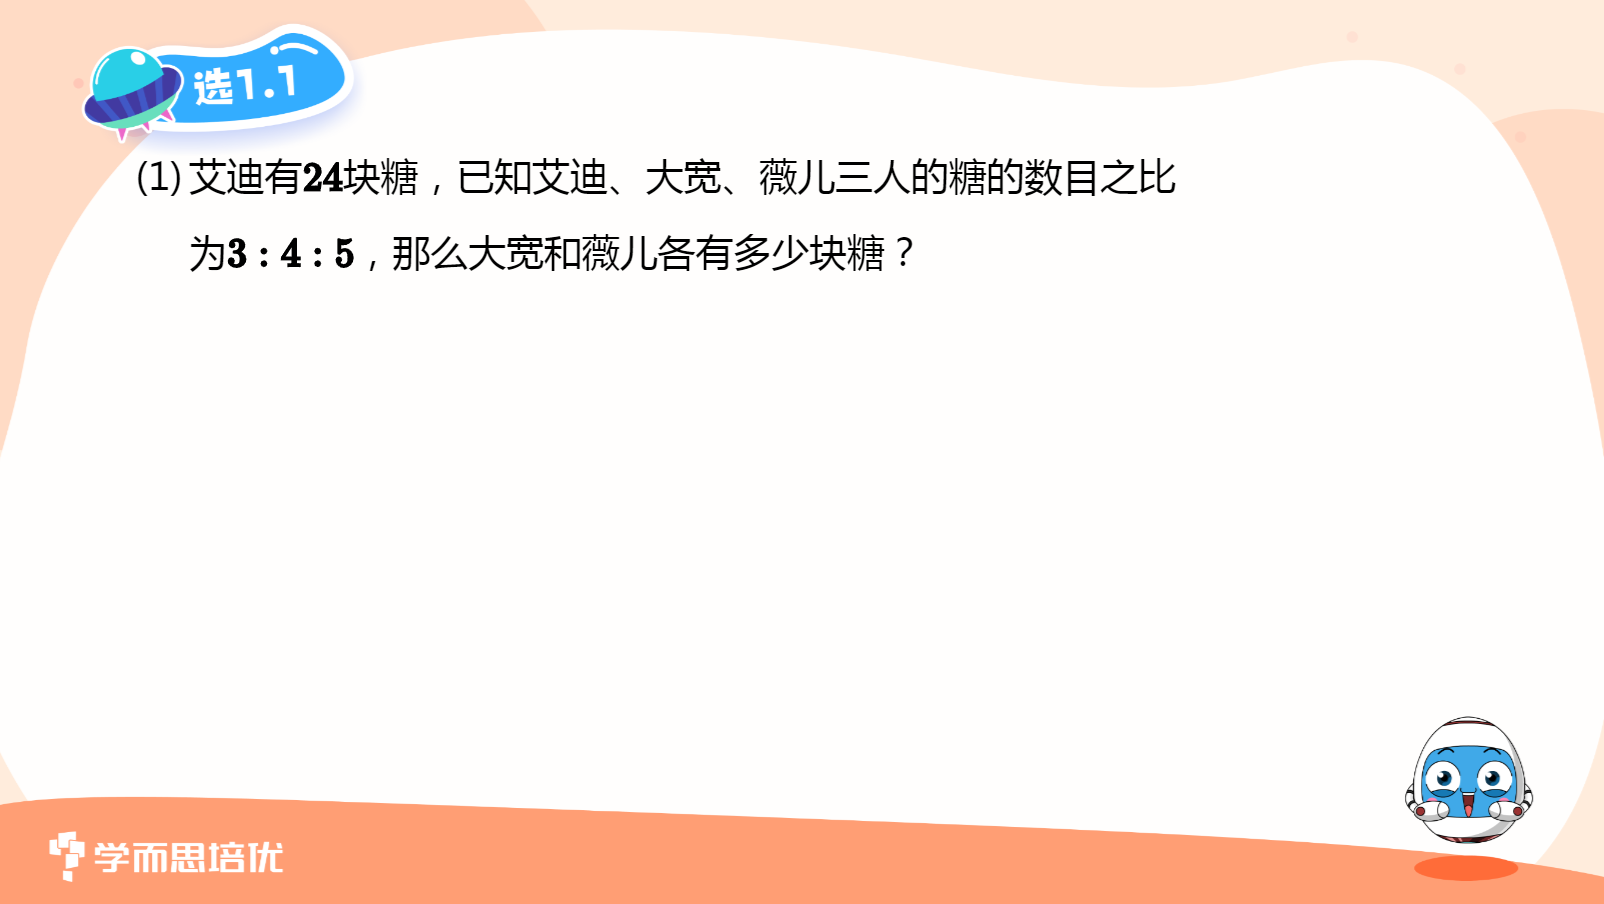 选1.1
(1) 艾迪有24块糖，已知艾迪、大宽、薇儿三人的糖的数目之比
为3 : 4 : 5，那么大宽和薇儿各有多少块糖？
学而思培优